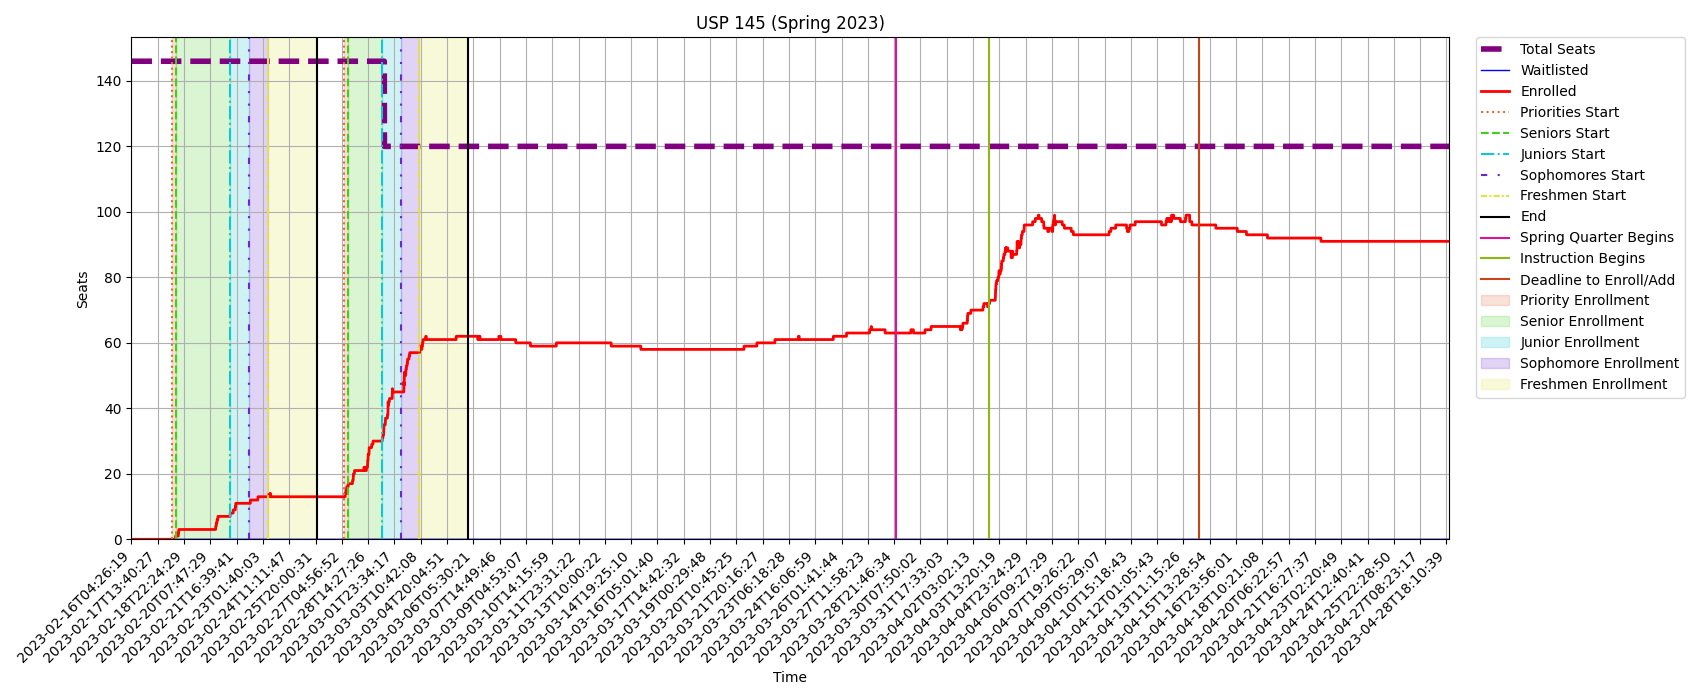 USP 145 (Spring 2023)
Seats
140
120
100
80
60
40
20
0
2023-02-16T04:26:19
2023-02-17T13:40:27
2023-02-18T22:24:29
2023-02-20T07:47:29
2023-02-21T16:39:41
2023-02-23T01:40:03
2023-02-24T11:11:47
2023-02-25T20:00:31
2023-02-27T04:56:52
2023-02-28T14:27:26
2023-03-01T23:34:17
2023-03-03T10:42:08
2023-03-04T20:04:51
2023-03-06T05:30:21
2023-03-07T14:49:46
2023-03-09T04:53:07
2023-03-10T14:15:59
2023-03-11T23:31:22
2023-03-13T10:00:22
2023-03-14T19:25:10
2023-03-16T05:01:40
2023-03-17T14:42:32
2023-03-19T00:29:48
2023-03-20T10:45:25
2023-03-21T20:16:27
2023-03-23T06:18:28
2023-03-24T16:06:59
2023-03-26T01:41:44
2023-03-27T11:58:23
2023-03-28T21:46:34
2023-03-30T07:50:02
2023-03-31T17:33:03
2023-04-02T03:02:13
2023-04-03T13:20:19
2023-04-04T23:24:29
2023-04-06T09:27:29
2023-04-07T19:26:22
2023-04-09T05:29:07
2023-04-10T15:18:43
2023-04-12T01:05:43
2023-04-13T11:15:26
2023-04-15T13:28:54
2023-04-16T23:56:01
2023-04-18T10:21:08
2023-04-20T06:22:57
2023-04-21T16:27:37
2023-04-23T02:20:49
2023-04-24T12:40:41
2023-04-25T22:28:50
2023-04-27T08:23:17
2023-04-28T18:10:39
Time
Total Seats
Waitlisted
Enrolled
Priorities Start
Seniors Start
Juniors Start
Sophomores Start
Freshmen Start
End
Spring Quarter Begins
Instruction Begins
Deadline to Enroll/Add
Priority Enrollment
Senior Enrollment
Junior Enrollment
Sophomore Enrollment
Freshmen Enrollment